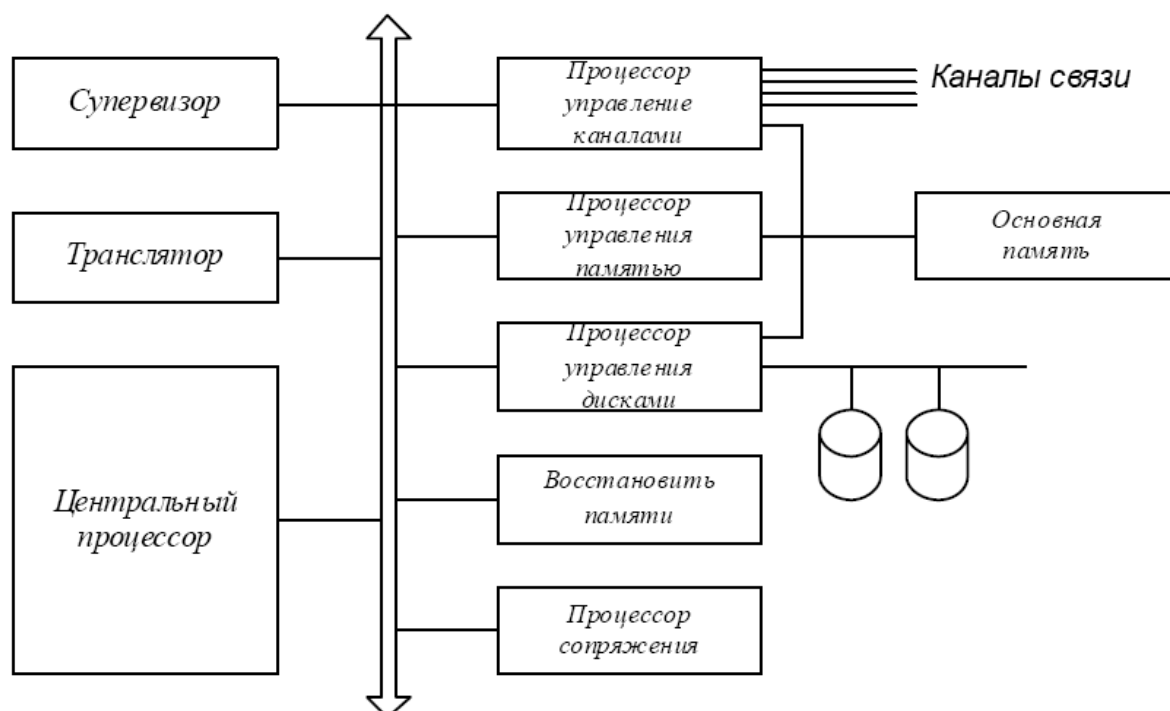 Супервизор
Процессор
управление
каналами
Каналы связи
Транслятор
Процессор
управления
памятью
Основная
память
Процессор
управления
дисками
Центральный
процессор
Восстановить
памяти
Процессор
сопряжения